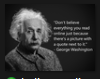 "Don't believe
everything you read
online just because
there's a picture
with a quote next to it."
-George Washington